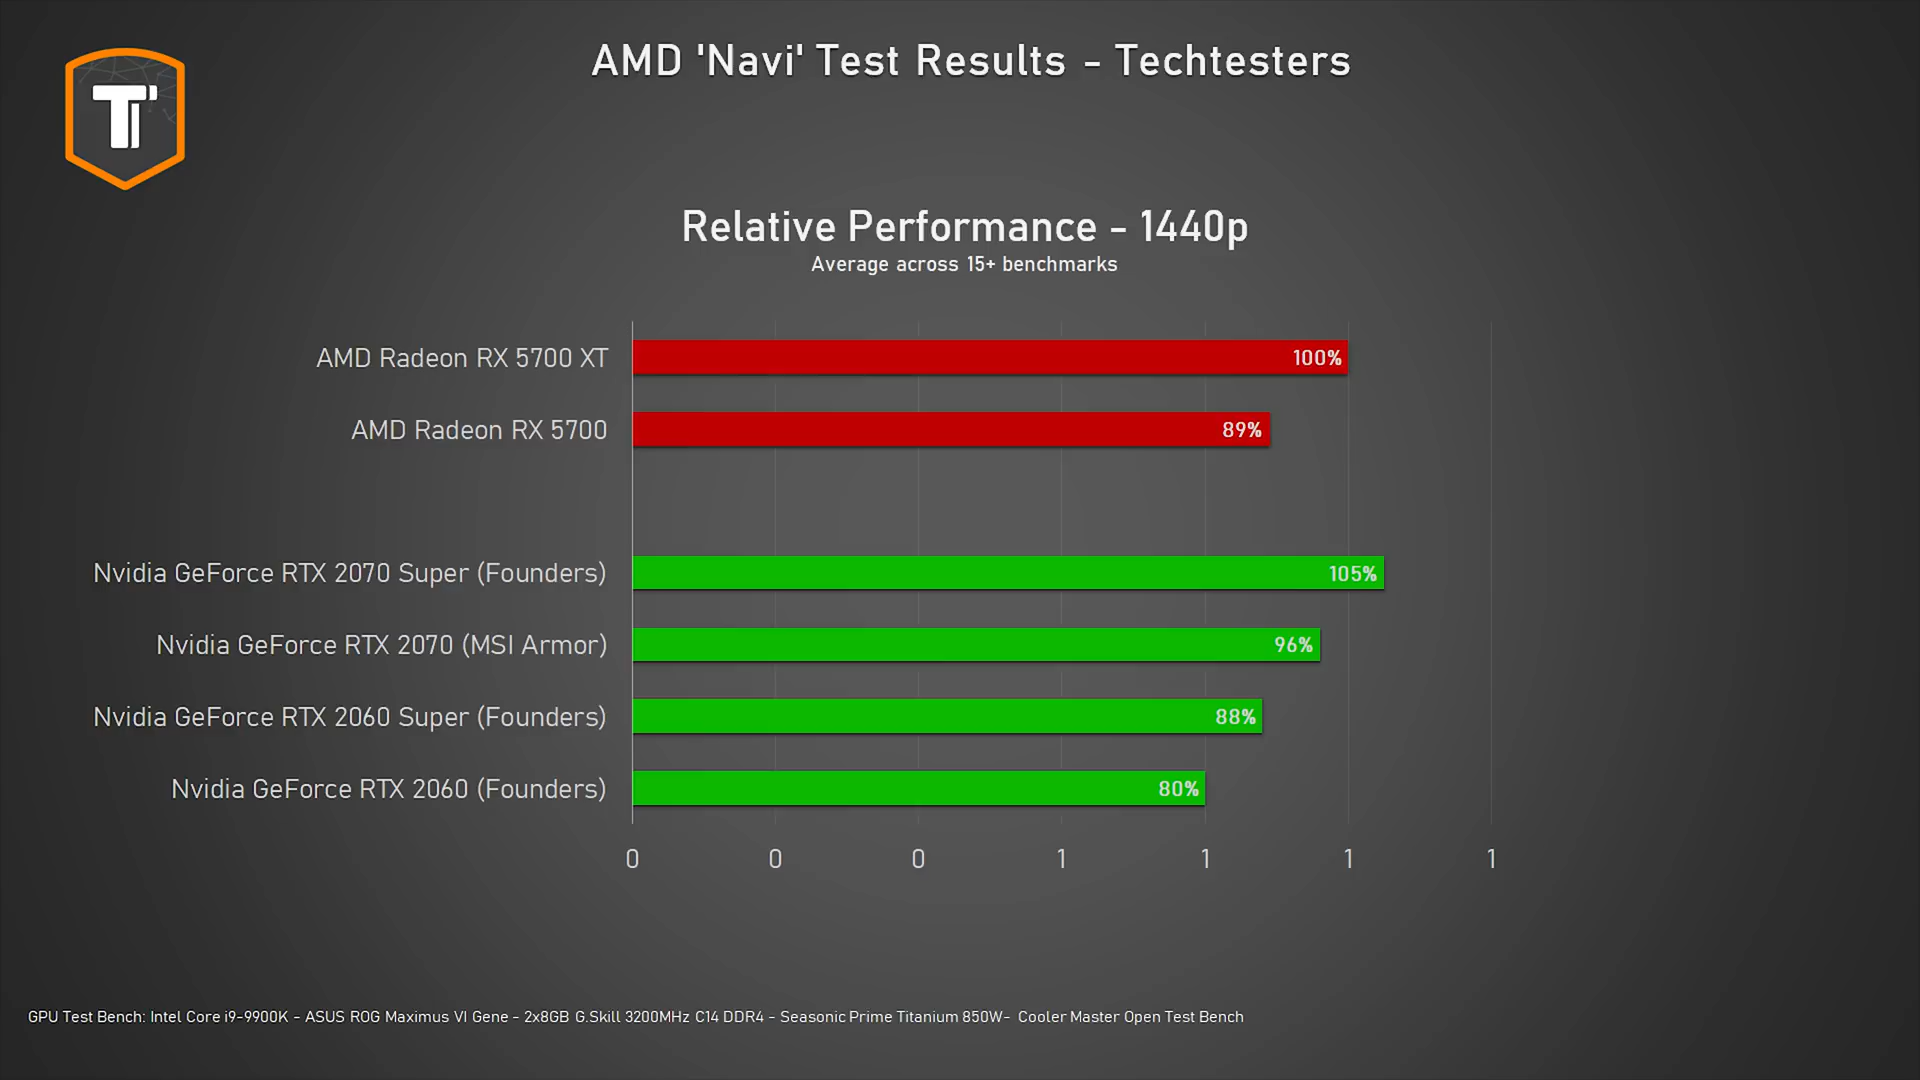 AMD 'Navi' Test Results - Techtesters
T
Relative Performance - 1440p
Average across 15+ benchmarks
AMD Radeon RX 5700 XT 100%
AMD Radeon RX 5700 89%
Nvidia GeForce RTX 2070 Super (Founders) 105%
Nvidia GeForce RTX 2070 (MSI Armor) 96%
Nvidia GeForce RTX 2060 Super (Founders) 88%
Nvidia GeForce RTX 2060 (Founders) 80%
0 0 0 1 1 1 1
GPU Test Bench: Intel Core i9-9900K - ASUS ROG Maximus VI Gene - 2x8GB G.Skill 3200MHz C14 DDR4 - Seasonic Prime Titanium 850W- Cooler Master Open Test Bench